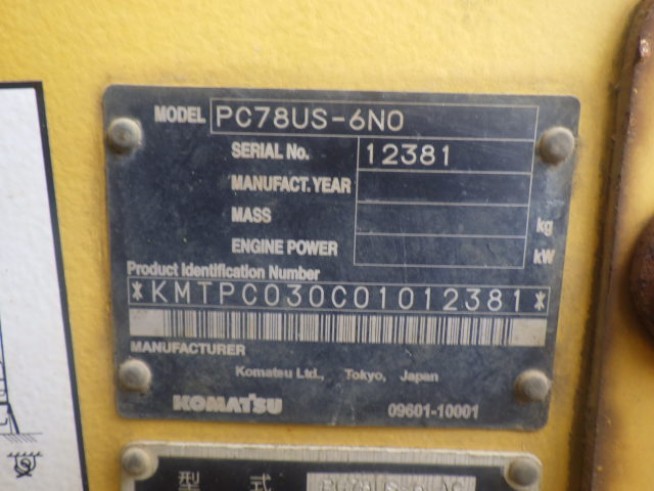 MODEL PC78US-6N0
SERIAL No. 12381
MANUFACT. YEAR
MASS kg
ENGINE POWER kW
Product Identification Number
*KMTPC030C01012381*
MANUFACTURER
Komatsu Ltd., Tokyo, Japan
KOMATSU 09601-10001
型式